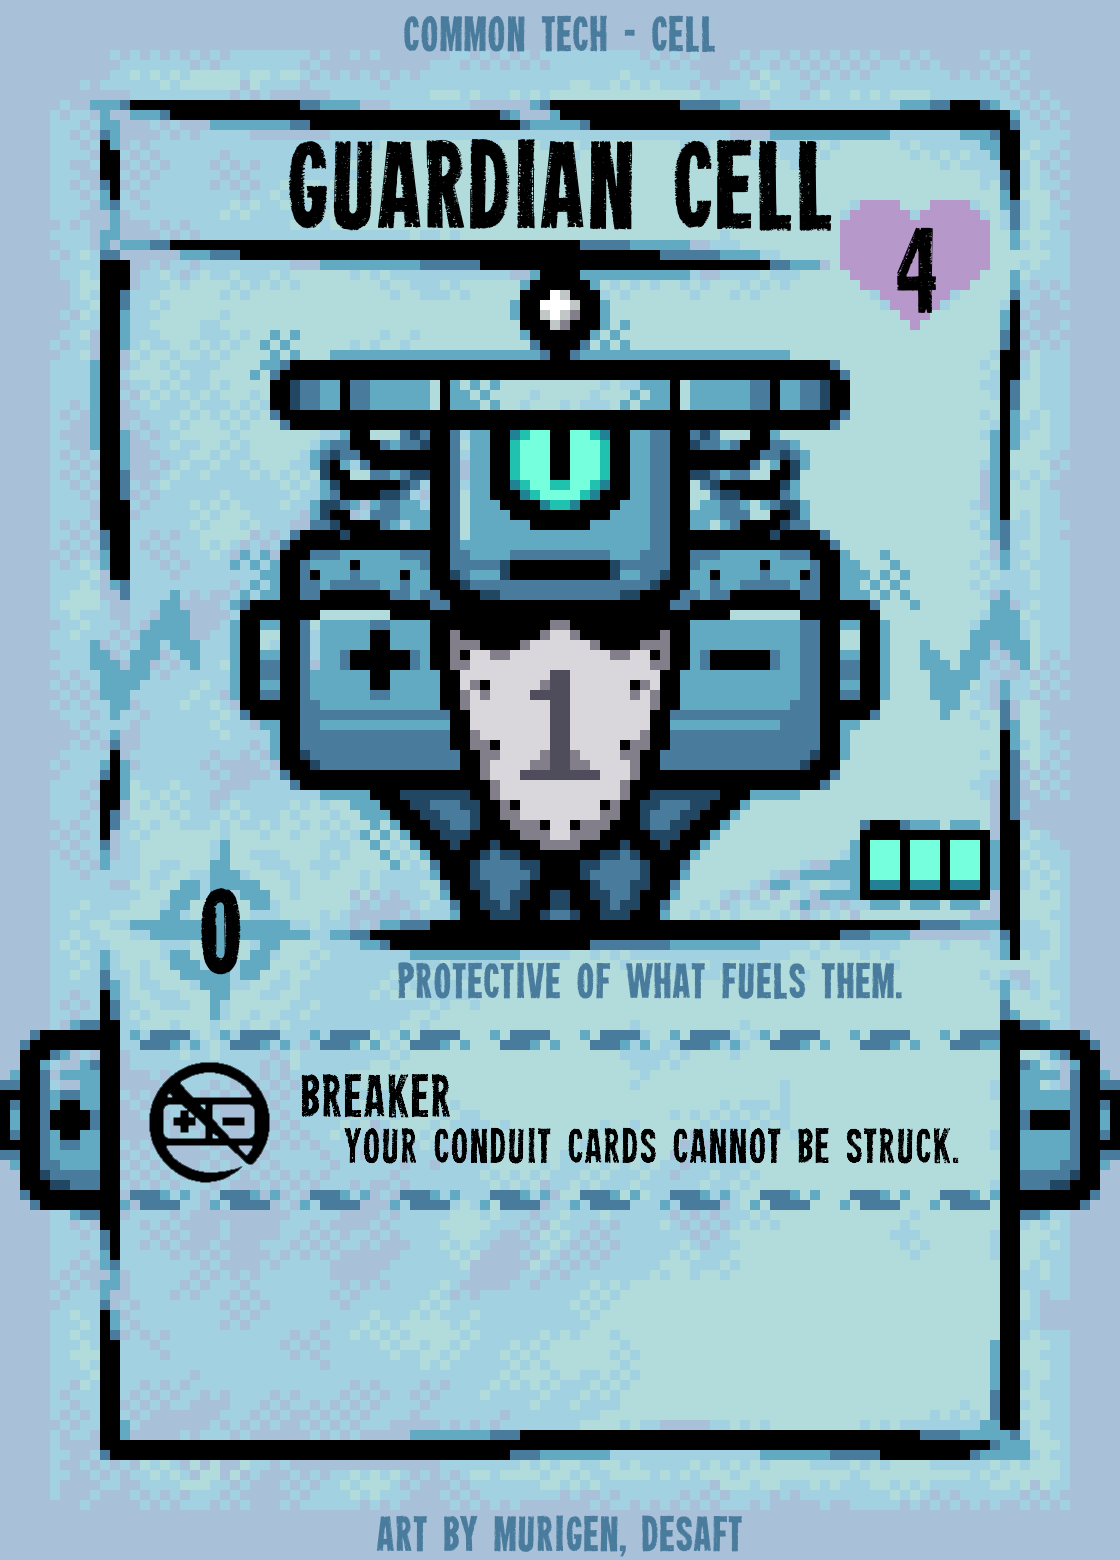 COMMON TECH - CELL
GUARDIAN CELL
4
+ -
1
0
PROTECTIVE OF WHAT FUELS THEM.
BREAKER
YOUR CONDUIT CARDS CANNOT BE STRUCK.
+ -
ART BY MURIGEN, DESAFT